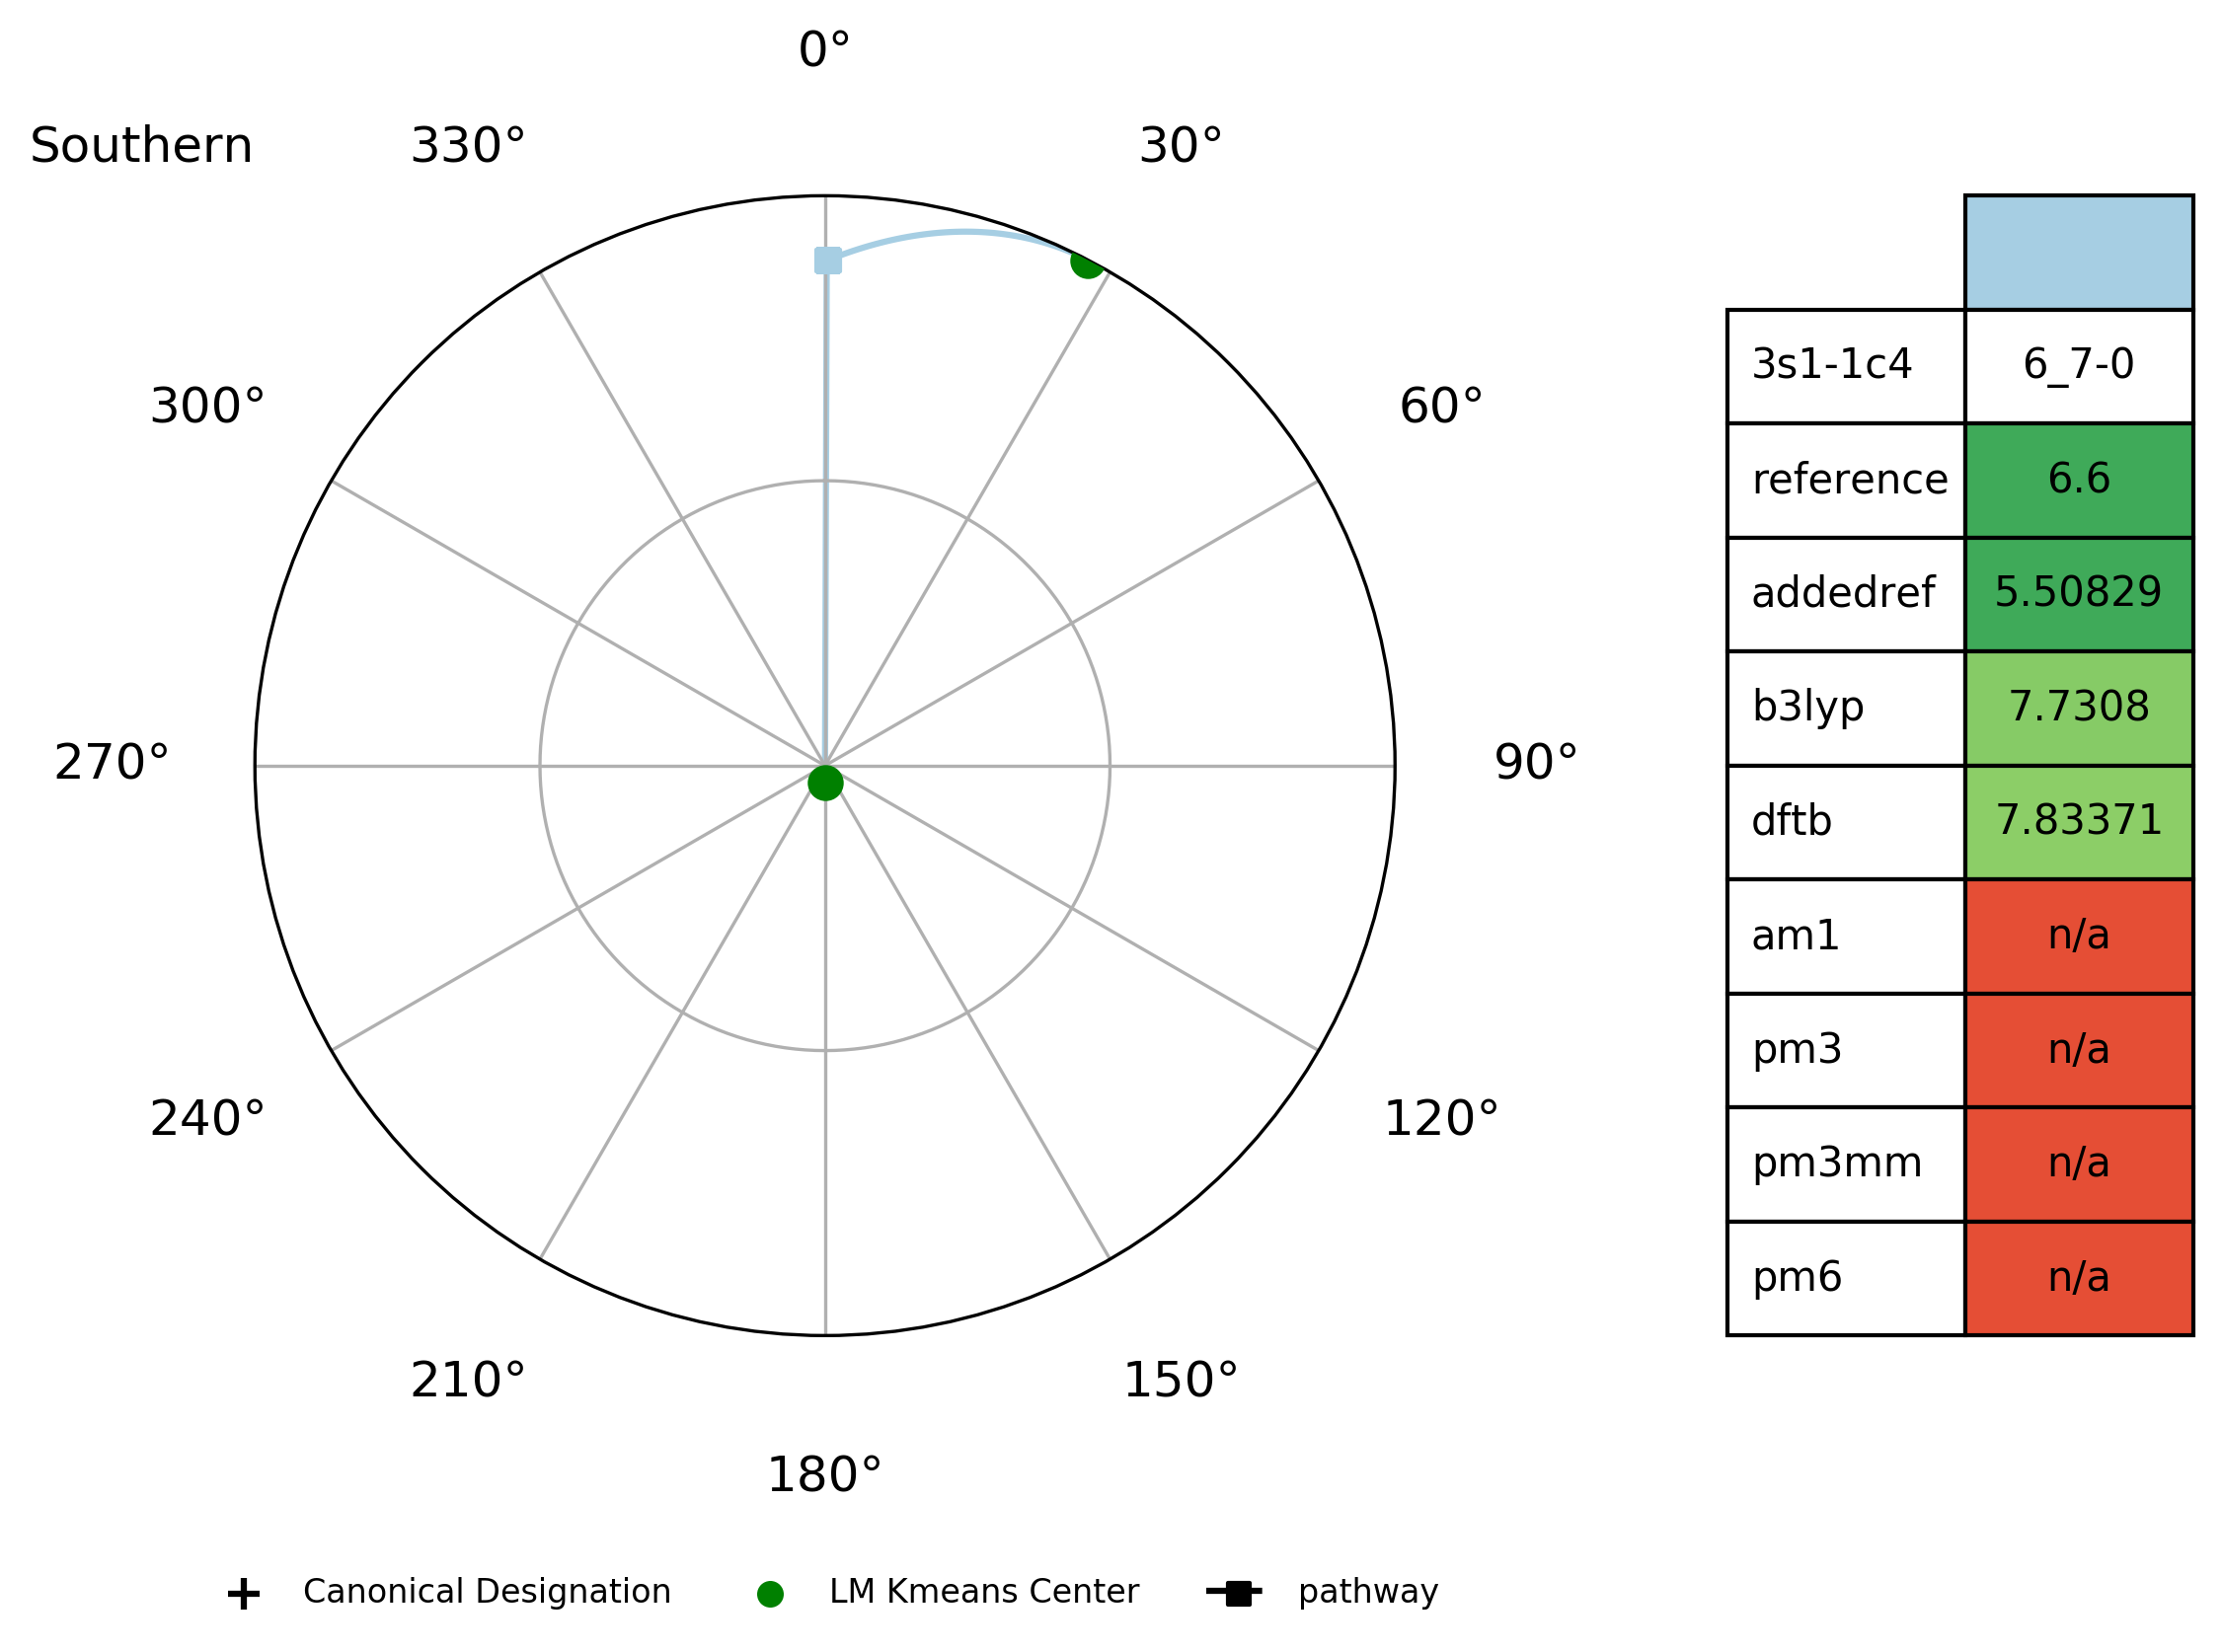 0°
Southern
330°
30°
300°
60°
270°
90°
240°
120°
210°
150°
180°
3s1-1c4 6_7-0
reference 6.6
addedref 5.50829
b3lyp 7.7308
dftb 7.83371
am1 n/a
pm3 n/a
pm3mm n/a
pm6 n/a
Canonical Designation LM Kmeans Center pathway